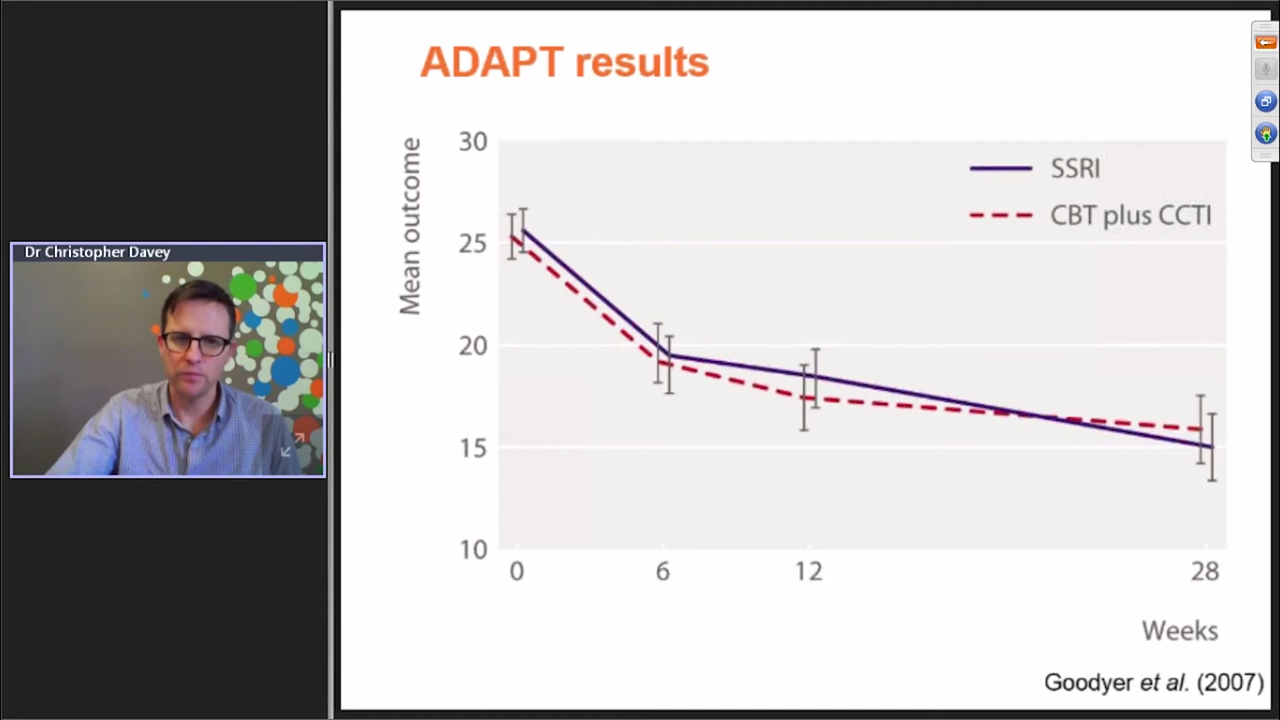 ADAPT results
Dr Christopher Davey
Mean outcome
30
25
20
15
10
SSRI
CBT plus CCTI
0 6 12 28
Weeks
Goodyer et al. (2007)